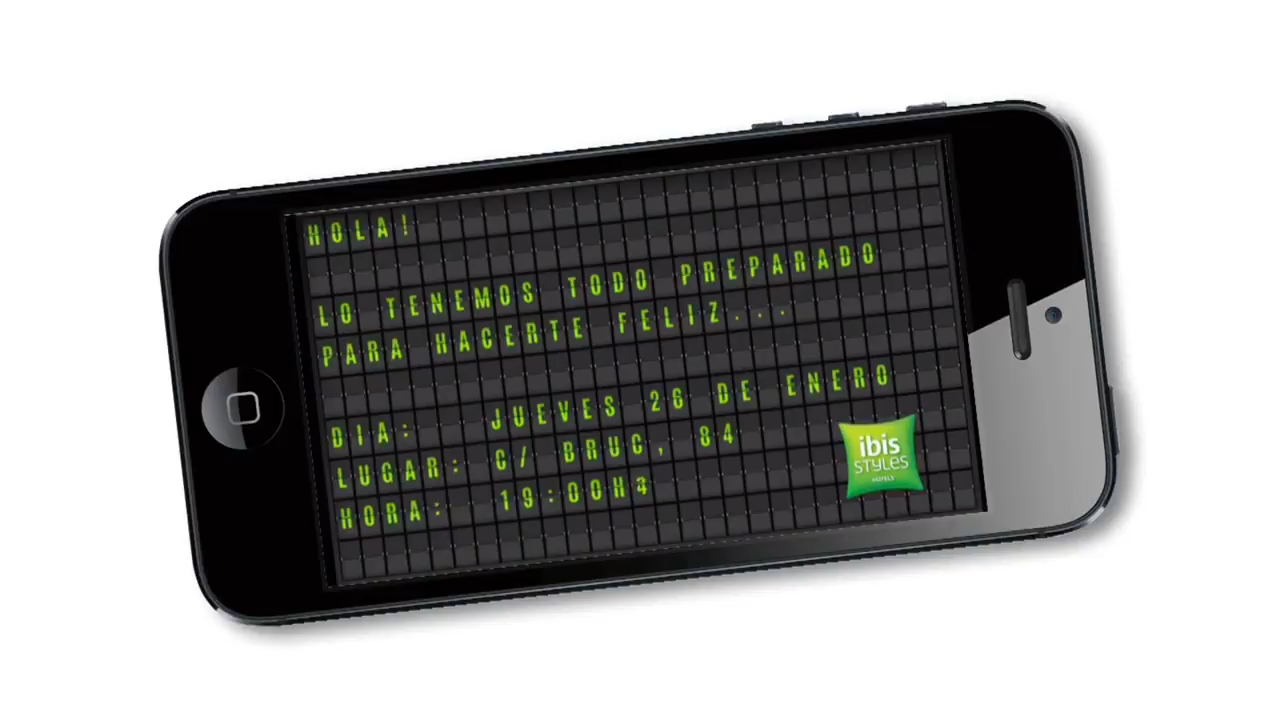 HOLA!
LO TENEMOS TODO PREPARADO
PARA HACERTE FELIZ...
DIA: JUEVES 26 DE ENERO
LUGAR: C/ BRUC, 84
HORA: 19:00H
ibis
STYLES
HOTELS